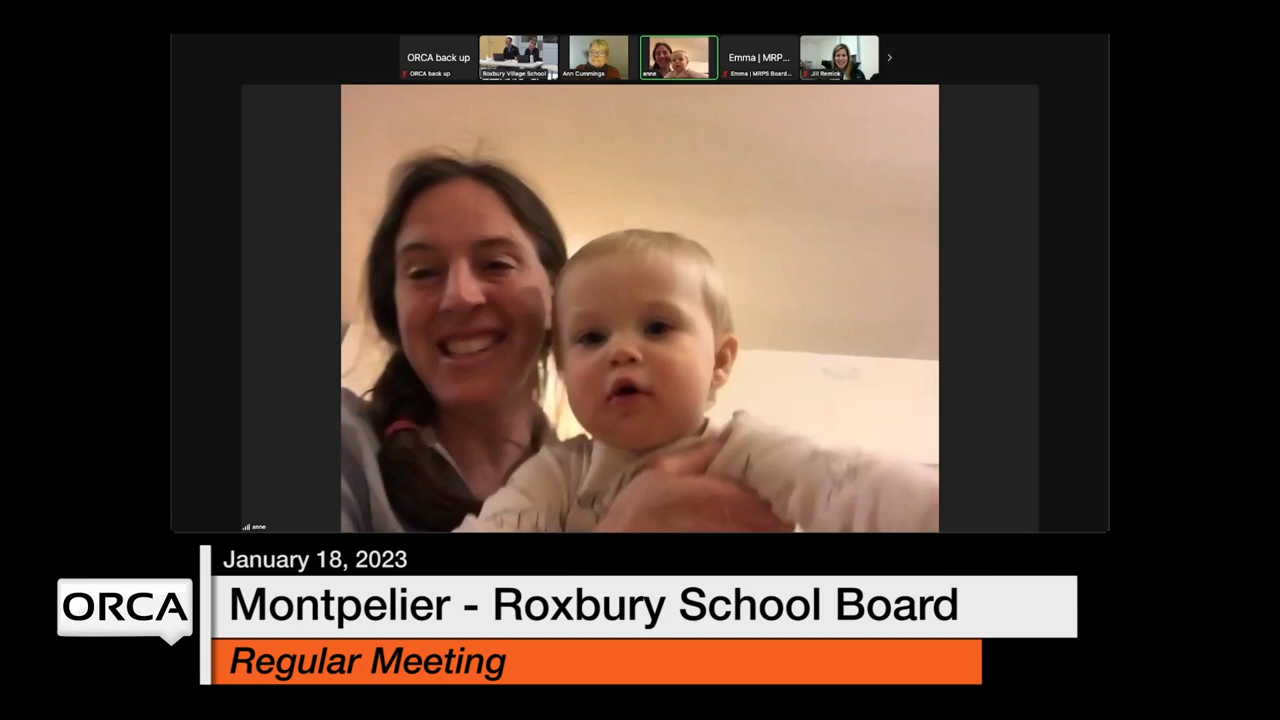 ORCA back up
Emma | MRP...
ORCA back up
Roxbury Village School
Ann Cummings
anne
Emma | MRPS Board...
Jill Remick
anne
January 18, 2023
ORCA
Montpelier - Roxbury School Board
Regular Meeting